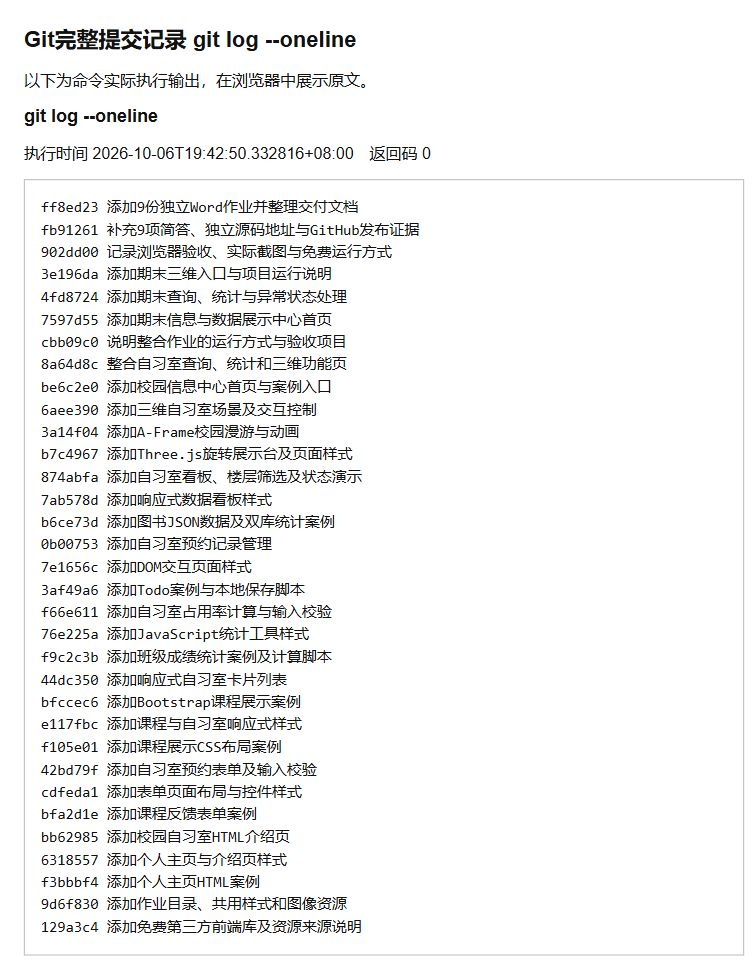 Git完整提交记录 git log --oneline
以下为命令实际执行输出，在浏览器中展示原文。
git log --oneline
执行时间 2026-10-06T19:42:50.332816+08:00 返回码 0
ff8ed23 添加9份独立Word作业并整理交付文档
fb91261 补充9项简答、独立源码地址与GitHub发布证据
902dd00 记录浏览器验收、实际截图与免费运行方式
3e196da 添加期末三维入口与项目运行说明
4fd8724 添加期末查询、统计与异常状态处理
7597d55 添加期末信息与数据展示中心首页
cbb09c0 说明整合作业的运行方式与验收项目
8a64d8c 整合自习室查询、统计和三维功能页
be6c2e0 添加校园信息中心首页与案例入口
6aee390 添加三维自习室场景及交互控制
3a14f04 添加A-Frame校园漫游与动画
b7c4967 添加Three.js旋转展示台及页面样式
874abfa 添加自习室看板、楼层筛选及状态演示
7ab578d 添加响应式数据看板样式
b6ce73d 添加图书JSON数据及双库统计案例
0b00753 添加自习室预约记录管理
7e1656c 添加DOM交互页面样式
3af49a6 添加Todo案例与本地保存脚本
f66e611 添加自习室占用率计算与输入校验
76e225a 添加JavaScript统计工具样式
f9c2c3b 添加班级成绩统计案例及计算脚本
44dc350 添加响应式自习室卡片列表
bfccec6 添加Bootstrap课程展示案例
e117fbc 添加课程与自习室响应式样式
f105e01 添加课程展示CSS布局案例
42bd79f 添加自习室预约表单及输入校验
cdfeda1 添加表单页面布局与控件样式
bfa2d1e 添加课程反馈表单案例
bb62985 添加校园自习室HTML介绍页
6318557 添加个人主页与介绍页样式
f3bbbf4 添加个人主页HTML案例
9d6f830 添加作业目录、共用样式和图像资源
129a3c4 添加免费第三方前端库及资源来源说明